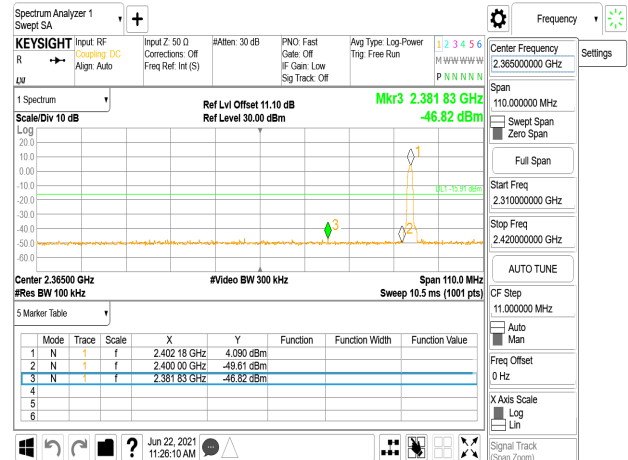 Spectrum Analyzer 1
Swept SA
Frequency
KEYSIGHT
R
Input: RF
Coupling: DC
Align: Auto
Input Z: 50 Ω
Corrections: Off
Freq Ref: Int (S)
#Atten: 30 dB
PNO: Fast
Gate: Off
IF Gain: Low
Sig Track: Off
Avg Type: Log-Power
Trig: Free Run
1 2 3 4 5 6
M W W W W W
P N N N N N
Center Frequency
2.365000000 GHz
Settings
Span
110.000000 MHz
Swept Span
Zero Span
Full Span
Start Freq
2.310000000 GHz
Stop Freq
2.420000000 GHz
AUTO TUNE
CF Step
11.000000 MHz
Auto
Man
Freq Offset
0 Hz
X Axis Scale
Log
Lin
Signal Track
(Span Zoom)
1 Spectrum
Scale/Div 10 dB
Ref Lvl Offset 11.10 dB
Ref Level 30.00 dBm
Mkr3 2.381 83 GHz
-46.82 dBm
Log
20.0
10.0
0.00
-10.0
-20.0
-30.0
-40.0
-50.0
-60.0
1
DL1 -15.91 dBm
3
2
Center 2.36500 GHz
#Res BW 100 kHz
#Video BW 300 kHz
Span 110.0 MHz
Sweep 10.5 ms (1001 pts)
5 Marker Table
Mode Trace Scale X Y Function Function Width Function Value
1 N 1 f 2.402 18 GHz 4.090 dBm
2 N 1 f 2.400 00 GHz -49.61 dBm
3 N 1 f 2.381 83 GHz -46.82 dBm
4
5
6
?
Jun 22, 2021
11:26:10 AM